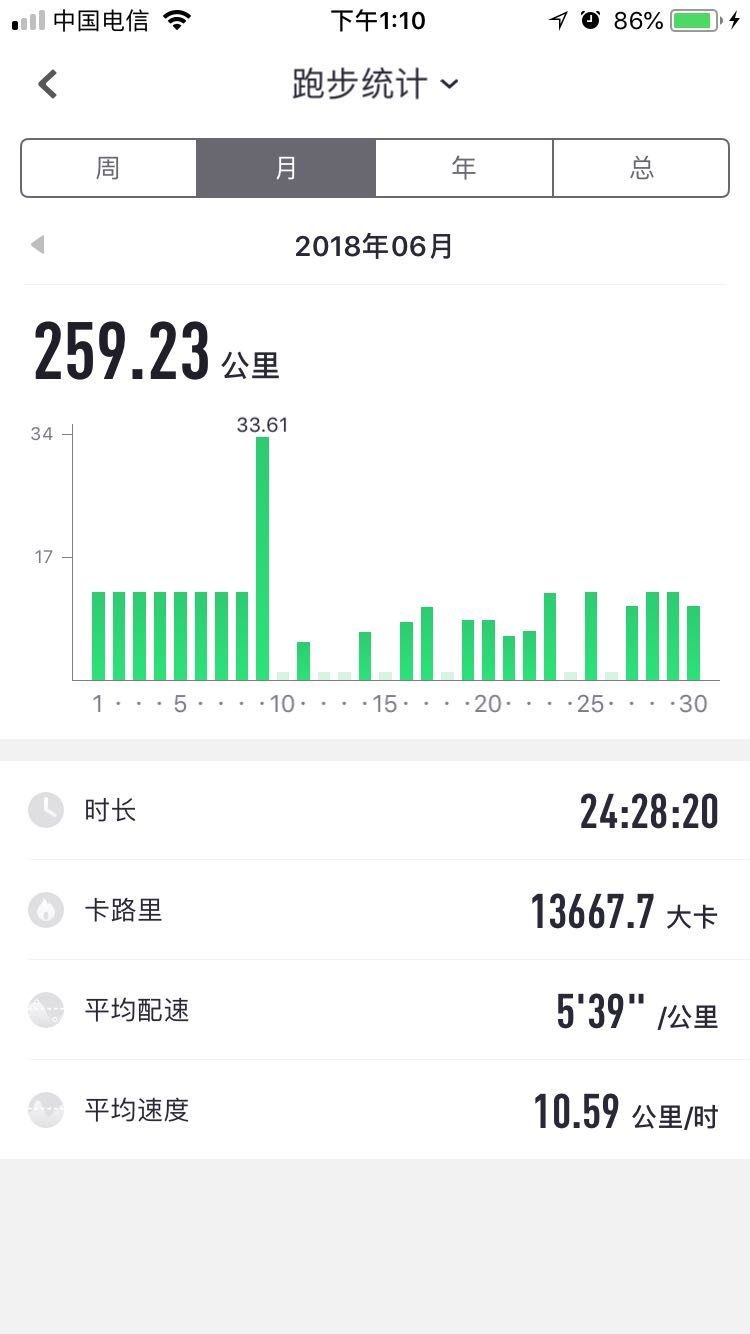 中国电信 下午1:10 86%
跑步统计
周 月 年 总
2018年06月
259.23 公里
33.61
34
17
1 · · · 5 · · · · 10 · · · · 15 · · · · 20 · · · · 25 · · · · 30
时长 24:28:20
卡路里 13667.7 大卡
平均配速 5'39" /公里
平均速度 10.59 公里/时